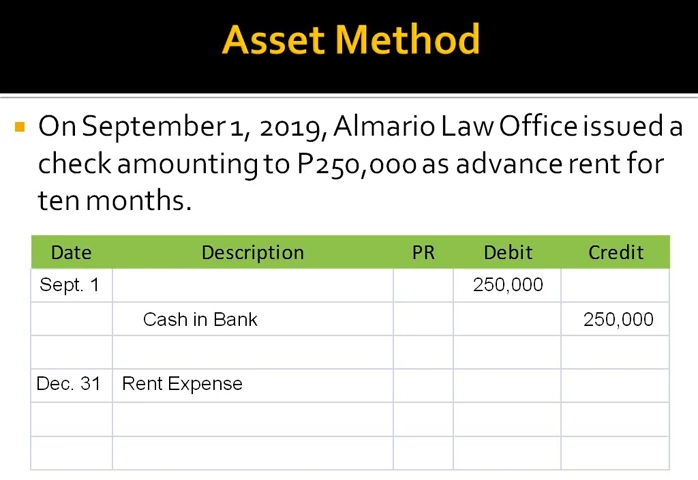 Asset Method
On September 1, 2019, Almario Law Office issued a
check amounting to P250,000 as advance rent for
ten months.
Date Description PR Debit Credit
Sept. 1 250,000
Cash in Bank 250,000
Dec. 31 Rent Expense